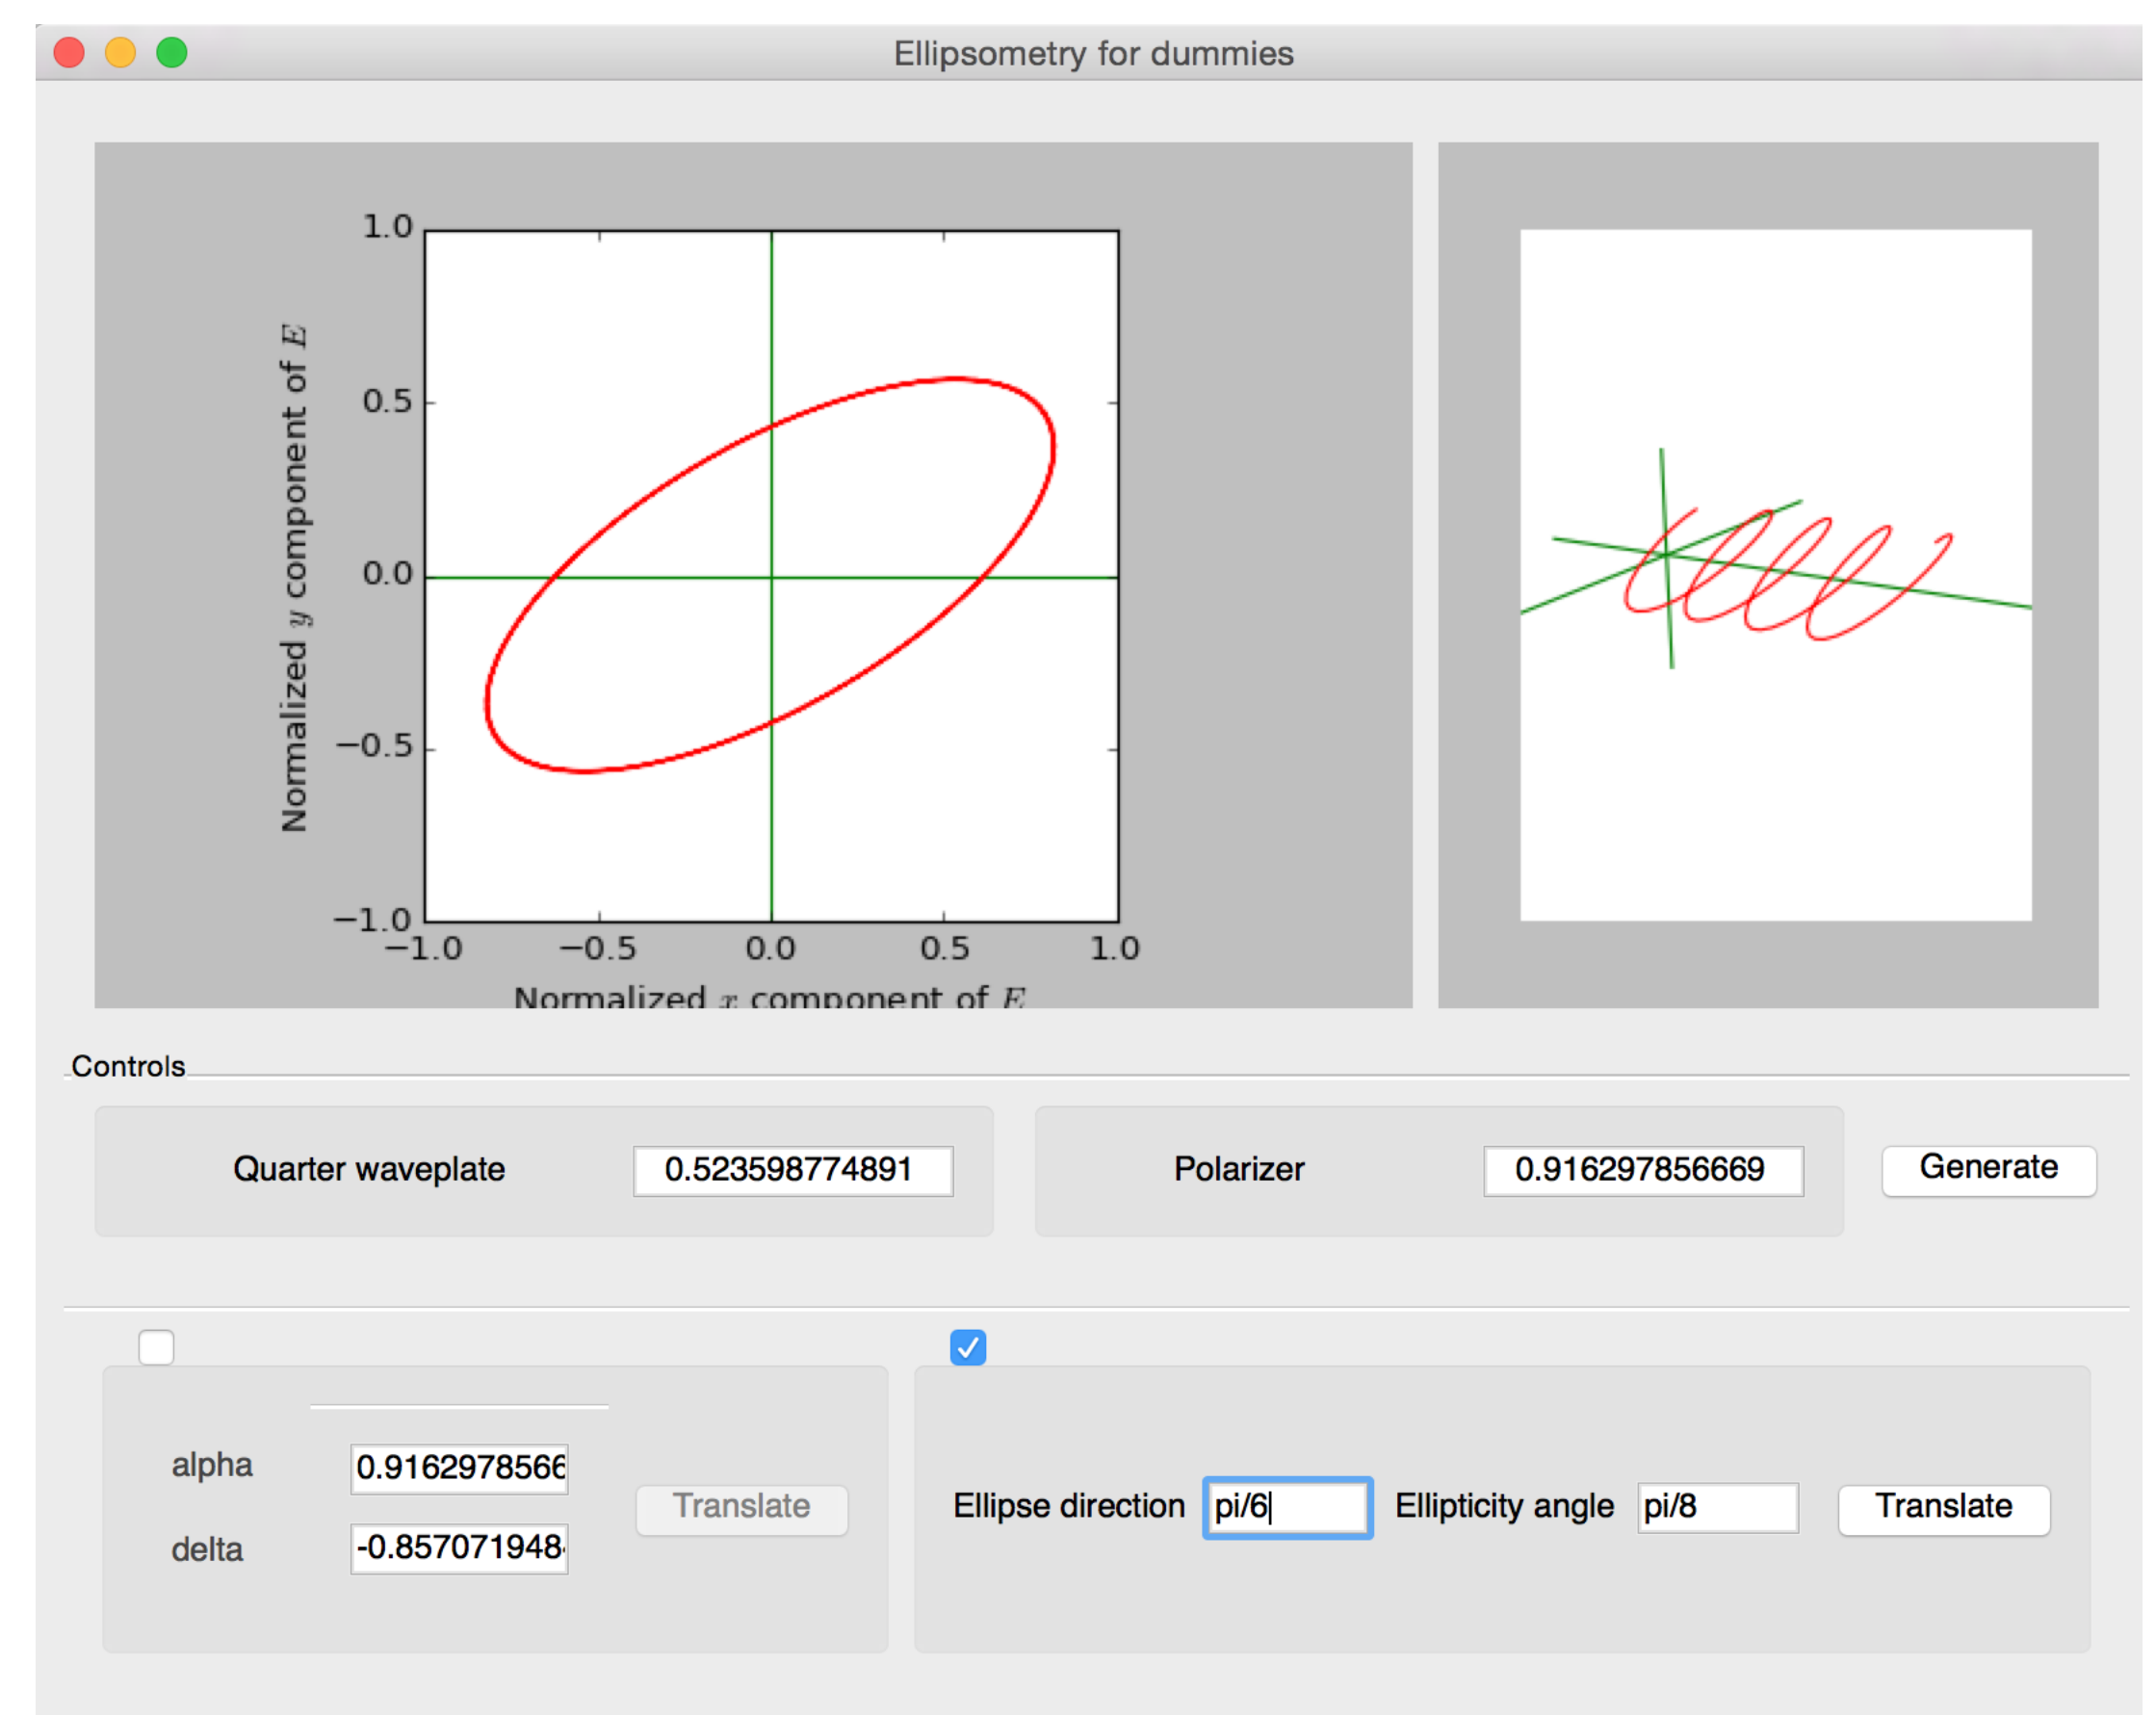 Ellipsometry for dummies
1.0
0.5
0.0
−0.5
−1.0
Normalized y component of E
−1.0 −0.5 0.0 0.5 1.0
Normalized x component of E
Controls
Quarter waveplate 0.523598774891 Polarizer 0.916297856669 Generate
alpha 0.9162978566
delta -0.857071948
Translate
Ellipse direction pi/6 Ellipticity angle pi/8 Translate